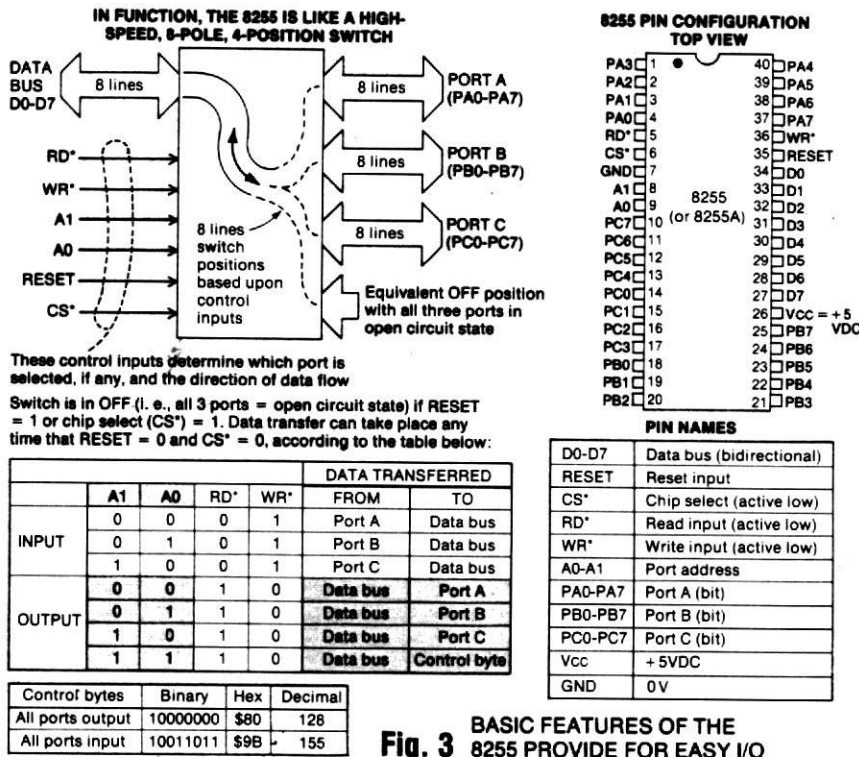 IN FUNCTION, THE 8255 IS LIKE A HIGH-
SPEED, 8-POLE, 4-POSITION SWITCH
DATA
BUS
D0-D7
8 lines
8 lines
PORT A
(PA0-PA7)
8 lines
PORT B
(PB0-PB7)
8 lines
PORT C
(PC0-PC7)
RD*
WR*
A1
A0
RESET
CS*
8 lines
switch
positions
based upon
control
inputs
Equivalent OFF position
with all three ports in
open circuit state
These control inputs determine which port is
selected, if any, and the direction of data flow
Switch is in OFF (i. e., all 3 ports = open circuit state) if RESET
= 1 or chip select (CS*) = 1. Data transfer can take place any
time that RESET = 0 and CS* = 0, according to the table below:
DATA TRANSFERRED
A1 A0 RD* WR* FROM TO
INPUT
0 0 0 1 Port A Data bus
0 1 0 1 Port B Data bus
1 0 0 1 Port C Data bus
OUTPUT
0 0 1 0 Data bus Port A
0 1 1 0 Data bus Port B
1 0 1 0 Data bus Port C
1 1 1 0 Data bus Control byte
Control bytes Binary Hex Decimal
All ports output 10000000 $80 128
All ports input 10011011 $9B 155
8255 PIN CONFIGURATION
TOP VIEW
PA3 1 40 PA4
PA2 2 39 PA5
PA1 3 38 PA6
PA0 4 37 PA7
RD* 5 36 WR*
CS* 6 35 RESET
GND 7 34 D0
A1 8 33 D1
A0 9 32 D2
PC7 10 31 D3
PC6 11 30 D4
PC5 12 29 D5
PC4 13 28 D6
PC0 14 27 D7
PC1 15 26 VCC = +5
VDC
PC2 16 25 PB7
PC3 17 24 PB6
PB0 18 23 PB5
PB1 19 22 PB4
PB2 20 21 PB3
8255
(or 8255A)
PIN NAMES
D0-D7 Data bus (bidirectional)
RESET Reset input
CS* Chip select (active low)
RD* Read input (active low)
WR* Write input (active low)
A0-A1 Port address
PA0-PA7 Port A (bit)
PB0-PB7 Port B (bit)
PC0-PC7 Port C (bit)
VCC +5VDC
GND 0V
Fig. 3 BASIC FEATURES OF THE
8255 PROVIDE FOR EASY I/O